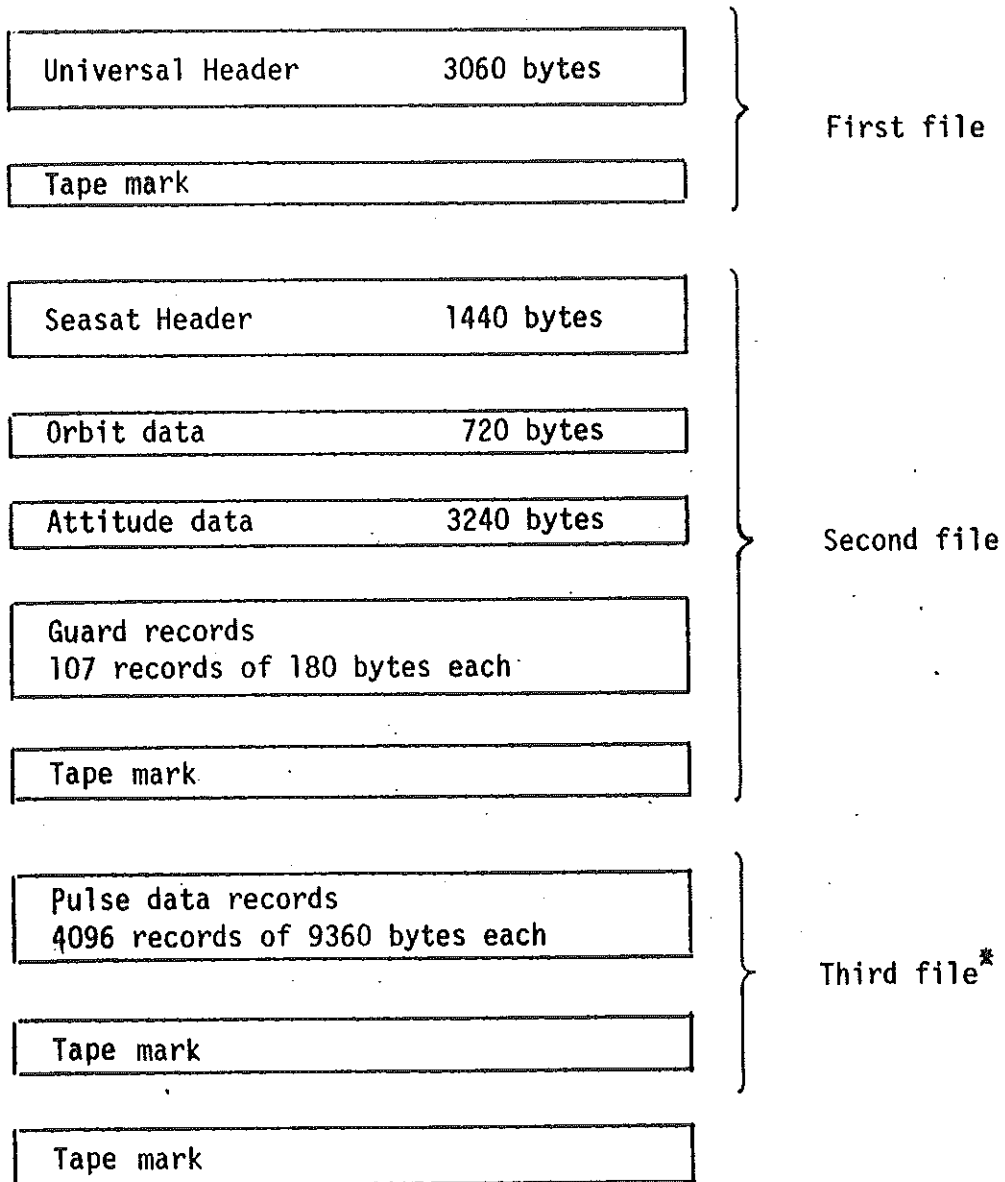 Universal Header 3060 bytes
First file
Tape mark
Seasat Header 1440 bytes
Orbit data 720 bytes
Attitude data 3240 bytes
Second file
Guard records
107 records of 180 bytes each
Tape mark
Pulse data records
4096 records of 9360 bytes each
Third file*
Tape mark
Tape mark